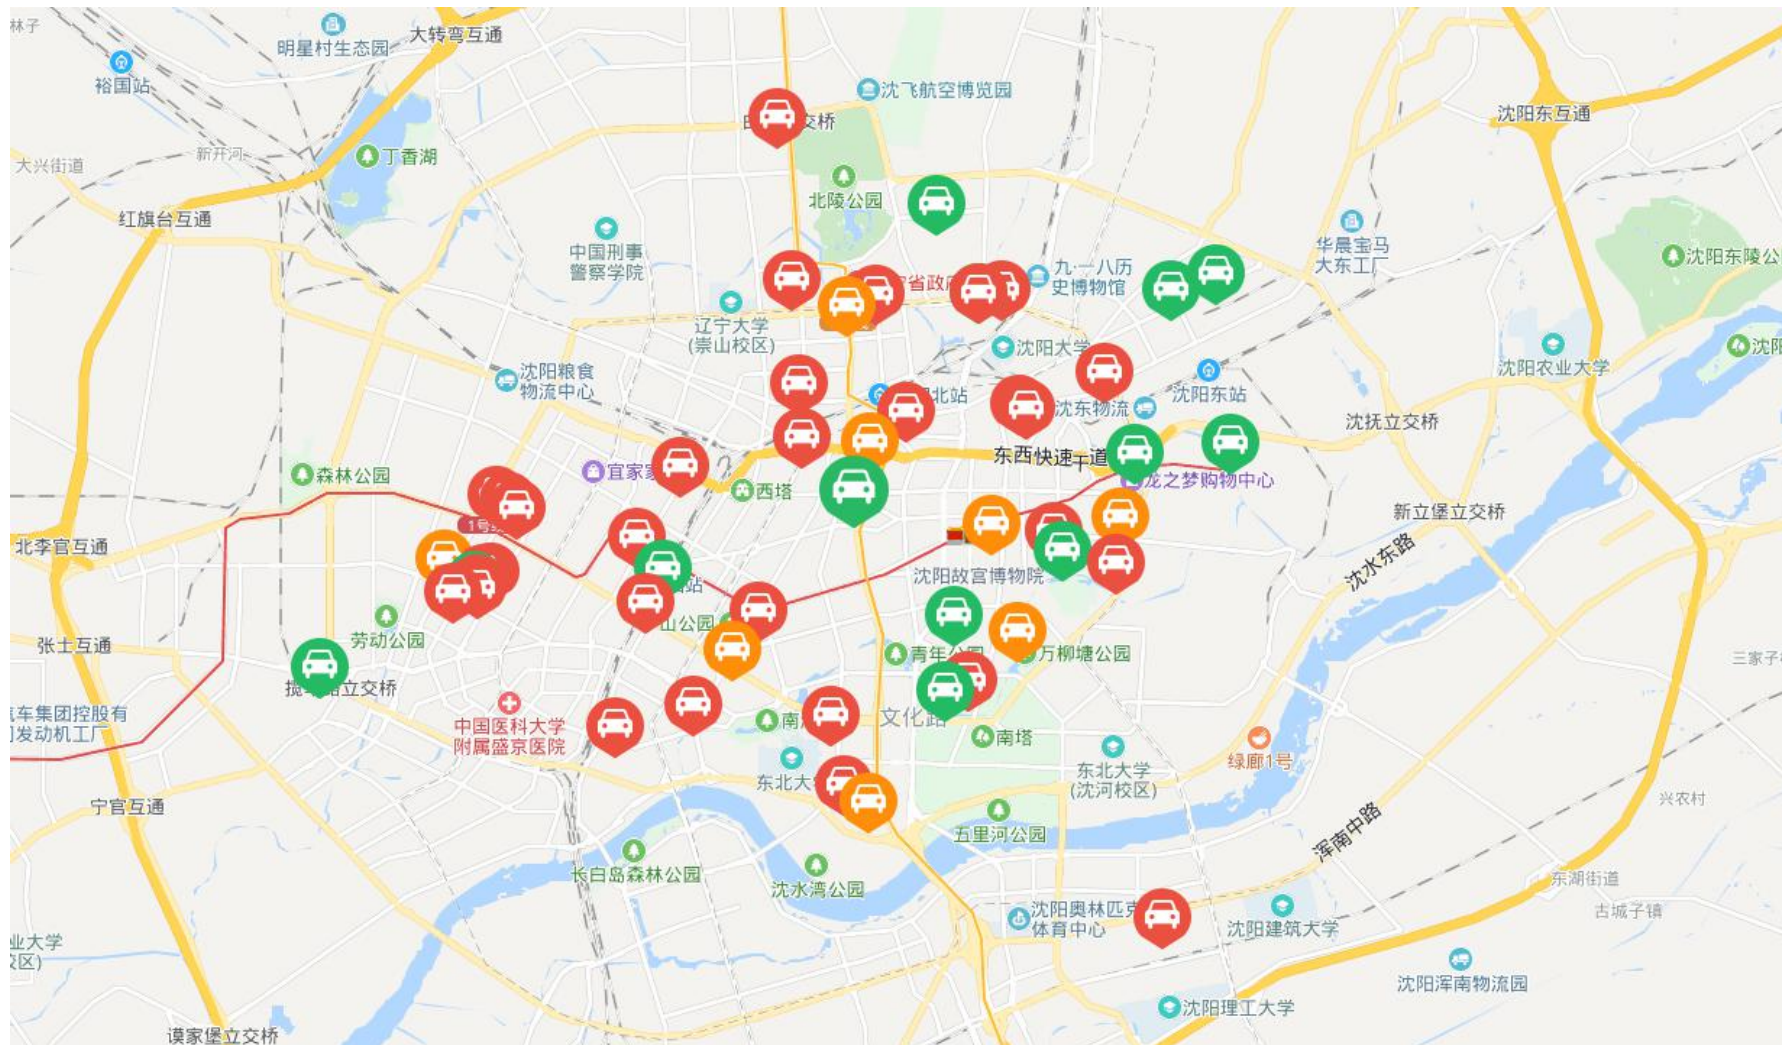 林子
明星村生态园
大转弯互通
裕国站
沈飞航空博览园
交桥
沈阳东互通
丁香湖
新开河
大兴街道
北陵公园
红旗台互通
中国刑事
警察学院
华晨宝马
大东工厂
沈阳东陵公
九·一八历
史博物馆
省政府
辽宁大学
(崇山校区)
沈阳大学
沈阳农业大学
沈阳粮食
物流中心
沈阳东站
北站
沈东物流
沈抚立交桥
东西快速干道
森林公园
宜家家
西塔
龙之梦购物中心
新立堡立交桥
1号线
北李官互通
沈水东路
沈阳故宫博物院
站
劳动公园
山公园
张士互通
青年公园
万柳塘公园
三家子
立交桥
汽车集团控股有
发动机工厂
中国医科大学
附属盛京医院
文化路
南塔
绿廊1号
东北大
东北大学
(沈河校区)
宁官互通
兴农村
五里河公园
浑南中路
长白岛森林公园
沈水湾公园
东湖街道
古城子镇
沈阳奥林匹克
体育中心
沈阳建筑大学
业大学
校区)
沈阳浑南物流园
沈阳理工大学
谟家堡立交桥